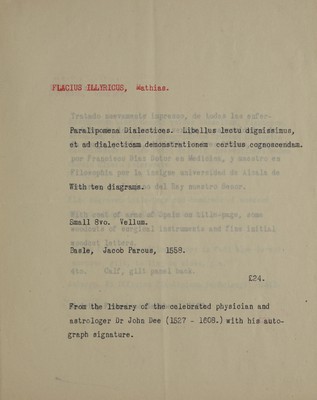 FLACIUS ILLYRICUS, Mathias.
Paralipomena Dialectices. Libellus lectu dignissimus,
et ad dialecticam demonstrationem certius cognoscendam.
With ten diagrams.
Small 8vo. Vellum.
Basle, Jacob Parcus, 1558.
£24.
From the library of the celebrated physician and
astrologer Dr John Dee (1527 - 1608.) with his auto-
graph signature.